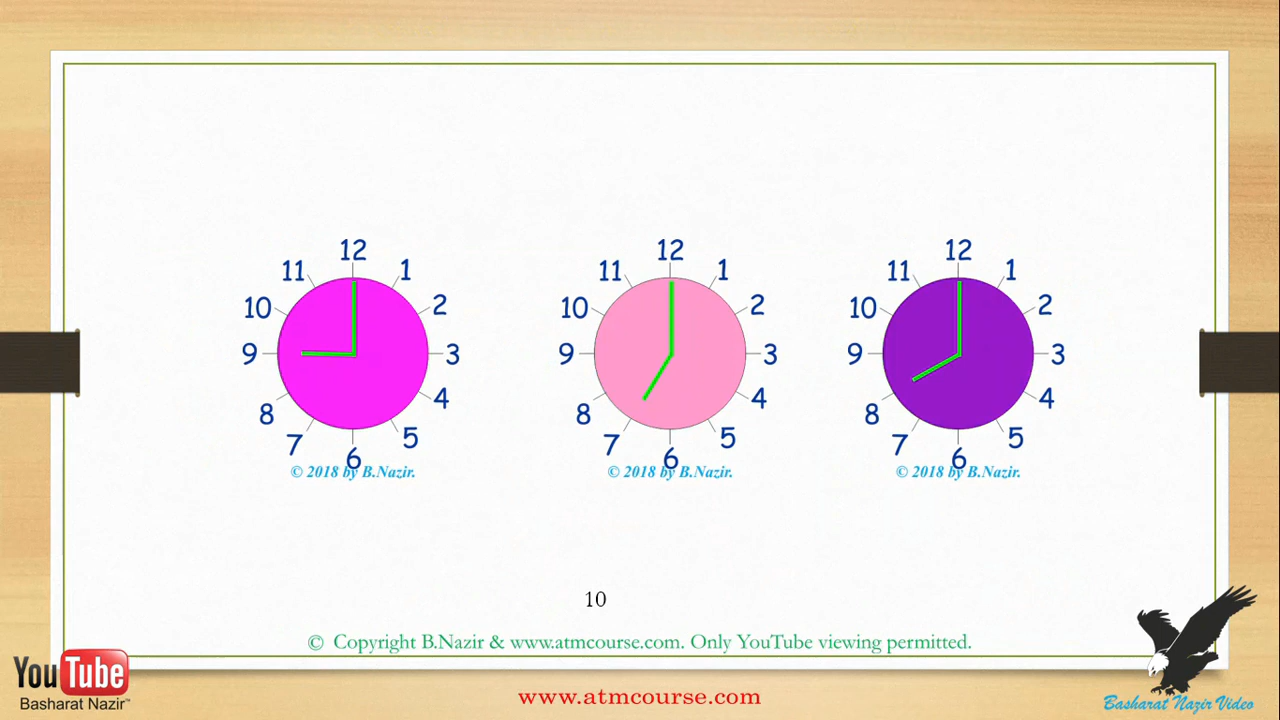 12 12 12
11 1 11 1 11 1
10 2 10 2 10 2
9 3 9 3 9 3
8 4 8 4 8 4
7 5 7 5 7 5
6 6 6
© 2018 by B.Nazir. © 2018 by B.Nazir. © 2018 by B.Nazir.
10
© Copyright B.Nazir & www.atmcourse.com. Only YouTube viewing permitted.
YouTube
Basharat Nazir™
www.atmcourse.com
Basharat Nazir Video